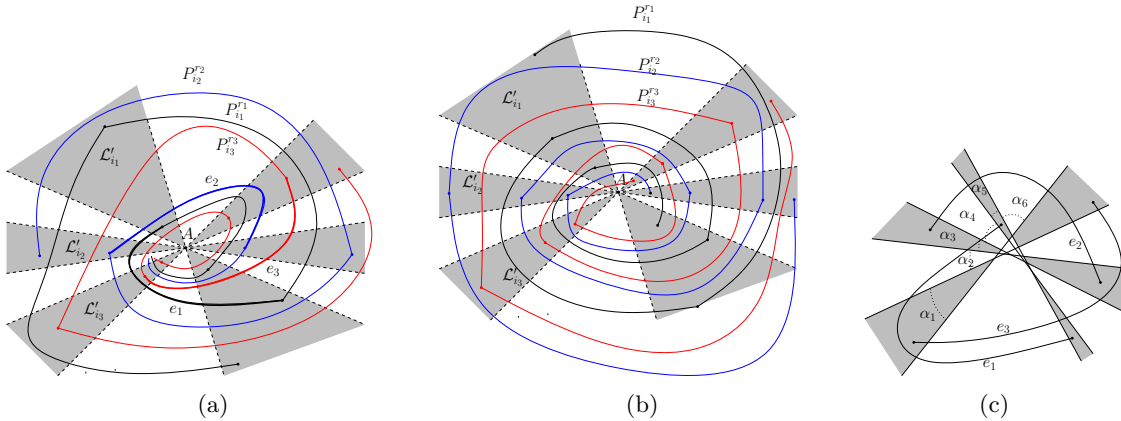 $P_{i_2}^{r_2}$
$P_{i_1}^{r_1}$
$P_{i_3}^{r_3}$
$\mathcal{L}'_{i_1}$
$e_2$
A
$\mathcal{L}'_{i_2}$
$e_3$
$\mathcal{L}'_{i_3}$
$e_1$
(a)
$P_{i_1}^{r_1}$
$P_{i_2}^{r_2}$
$P_{i_3}^{r_3}$
$\mathcal{L}'_{i_1}$
A
$\mathcal{L}'_{i_2}$
$\mathcal{L}'_{i_3}$
(b)
$\alpha_5$
$\alpha_6$
$\alpha_4$
$\alpha_3$
$e_2$
$\alpha_2$
$\alpha_1$
$e_3$
$e_1$
(c)